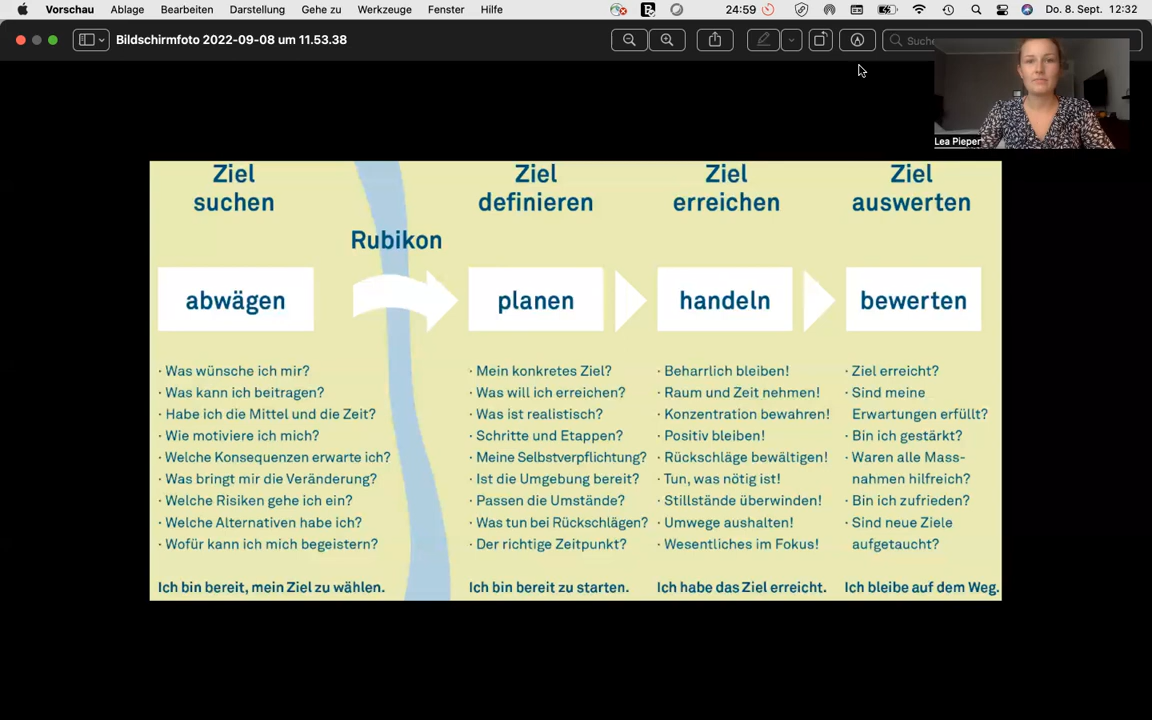 Vorschau Ablage Bearbeiten Darstellung Gehe zu Werkzeuge Fenster Hilfe 24:59 Do. 8. Sept. 12:32
Bildschirmfoto 2022-09-08 um 11.53.38
Suche
Lea Pieper
Ziel
suchen
Rubikon
abwägen
· Was wünsche ich mir?
· Was kann ich beitragen?
· Habe ich die Mittel und die Zeit?
· Wie motiviere ich mich?
· Welche Konsequenzen erwarte ich?
· Was bringt mir die Veränderung?
· Welche Risiken gehe ich ein?
· Welche Alternativen habe ich?
· Wofür kann ich mich begeistern?
Ich bin bereit, mein Ziel zu wählen.
Ziel
definieren
planen
· Mein konkretes Ziel?
· Was will ich erreichen?
· Was ist realistisch?
· Schritte und Etappen?
· Meine Selbstverpflichtung?
· Ist die Umgebung bereit?
· Passen die Umstände?
· Was tun bei Rückschlägen?
· Der richtige Zeitpunkt?
Ich bin bereit zu starten.
Ziel
erreichen
handeln
· Beharrlich bleiben!
· Raum und Zeit nehmen!
· Konzentration bewahren!
· Positiv bleiben!
· Rückschläge bewältigen!
· Tun, was nötig ist!
· Stillstände überwinden!
· Umwege aushalten!
· Wesentliches im Fokus!
Ich habe das Ziel erreicht.
Ziel
auswerten
bewerten
· Ziel erreicht?
· Sind meine
Erwartungen erfüllt?
· Bin ich gestärkt?
· Waren alle Mass-
nahmen hilfreich?
· Bin ich zufrieden?
· Sind neue Ziele
aufgetaucht?
Ich bleibe auf dem Weg.